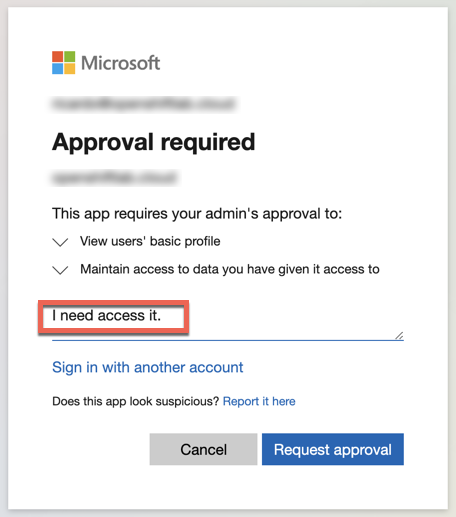 Microsoft
Approval required
This app requires your admin's approval to:
View users' basic profile
Maintain access to data you have given it access to
I need access it.
Sign in with another account
Does this app look suspicious? Report it here
Cancel
Request approval